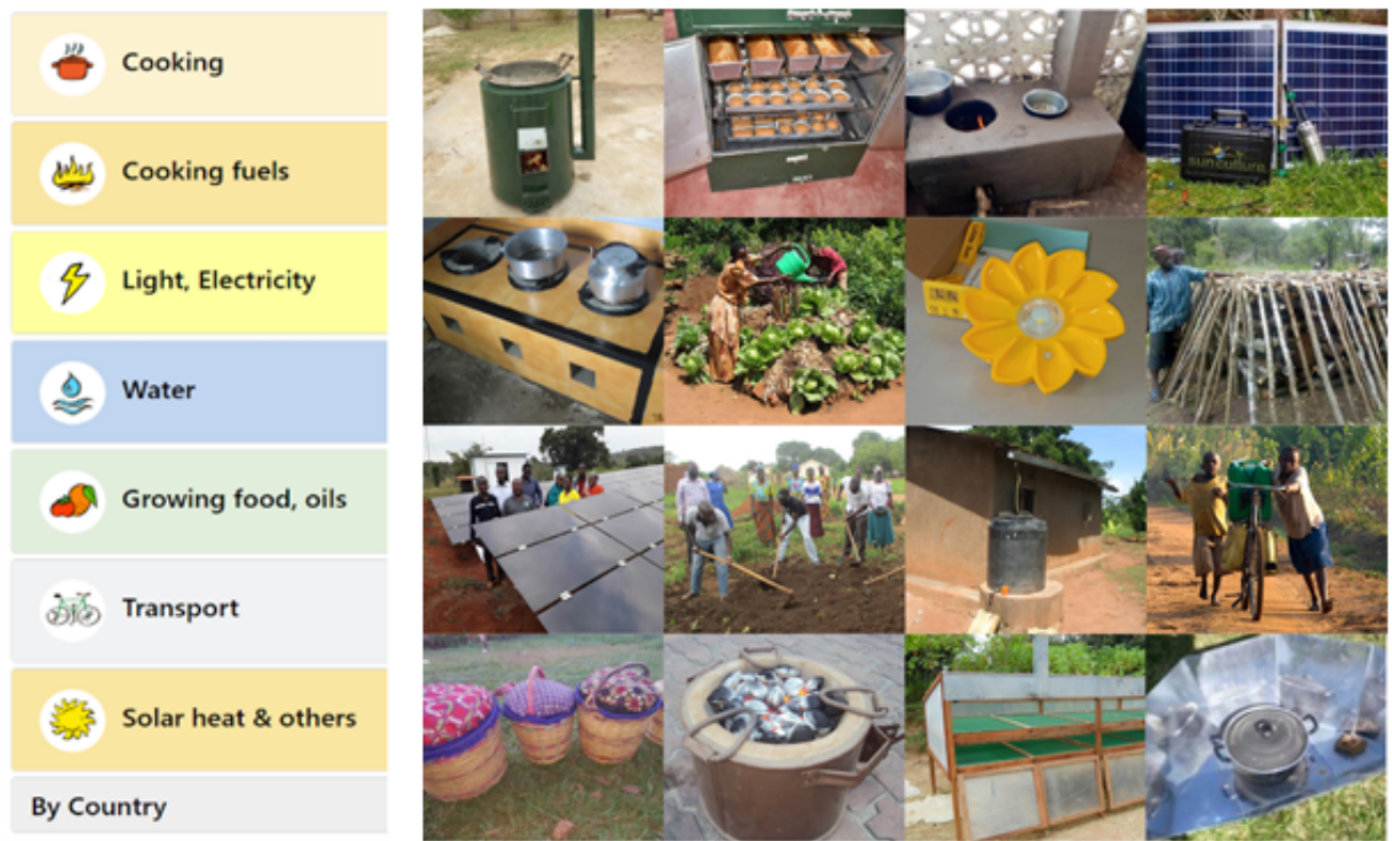 Cooking
Cooking fuels
Light, Electricity
Water
Growing food, oils
Transport
Solar heat & others
By Country
sunculture